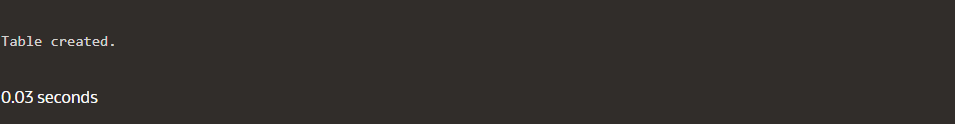 Table created.
0.03 seconds